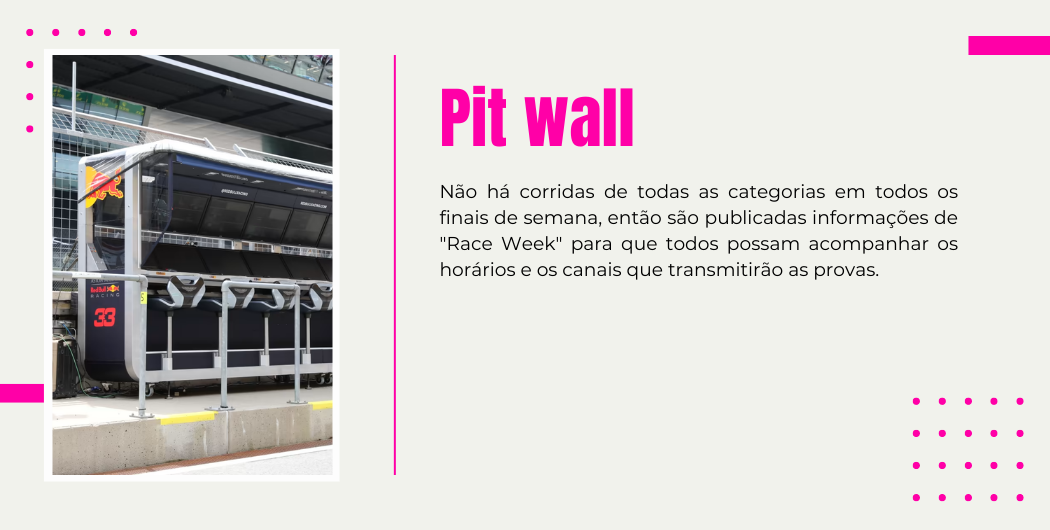 Pit wall
Não há corridas de todas as categorias em todos os
finais de semana, então são publicadas informações de
"Race Week" para que todos possam acompanhar os
horários e os canais que transmitirão as provas.
Red Bull
RACING
33